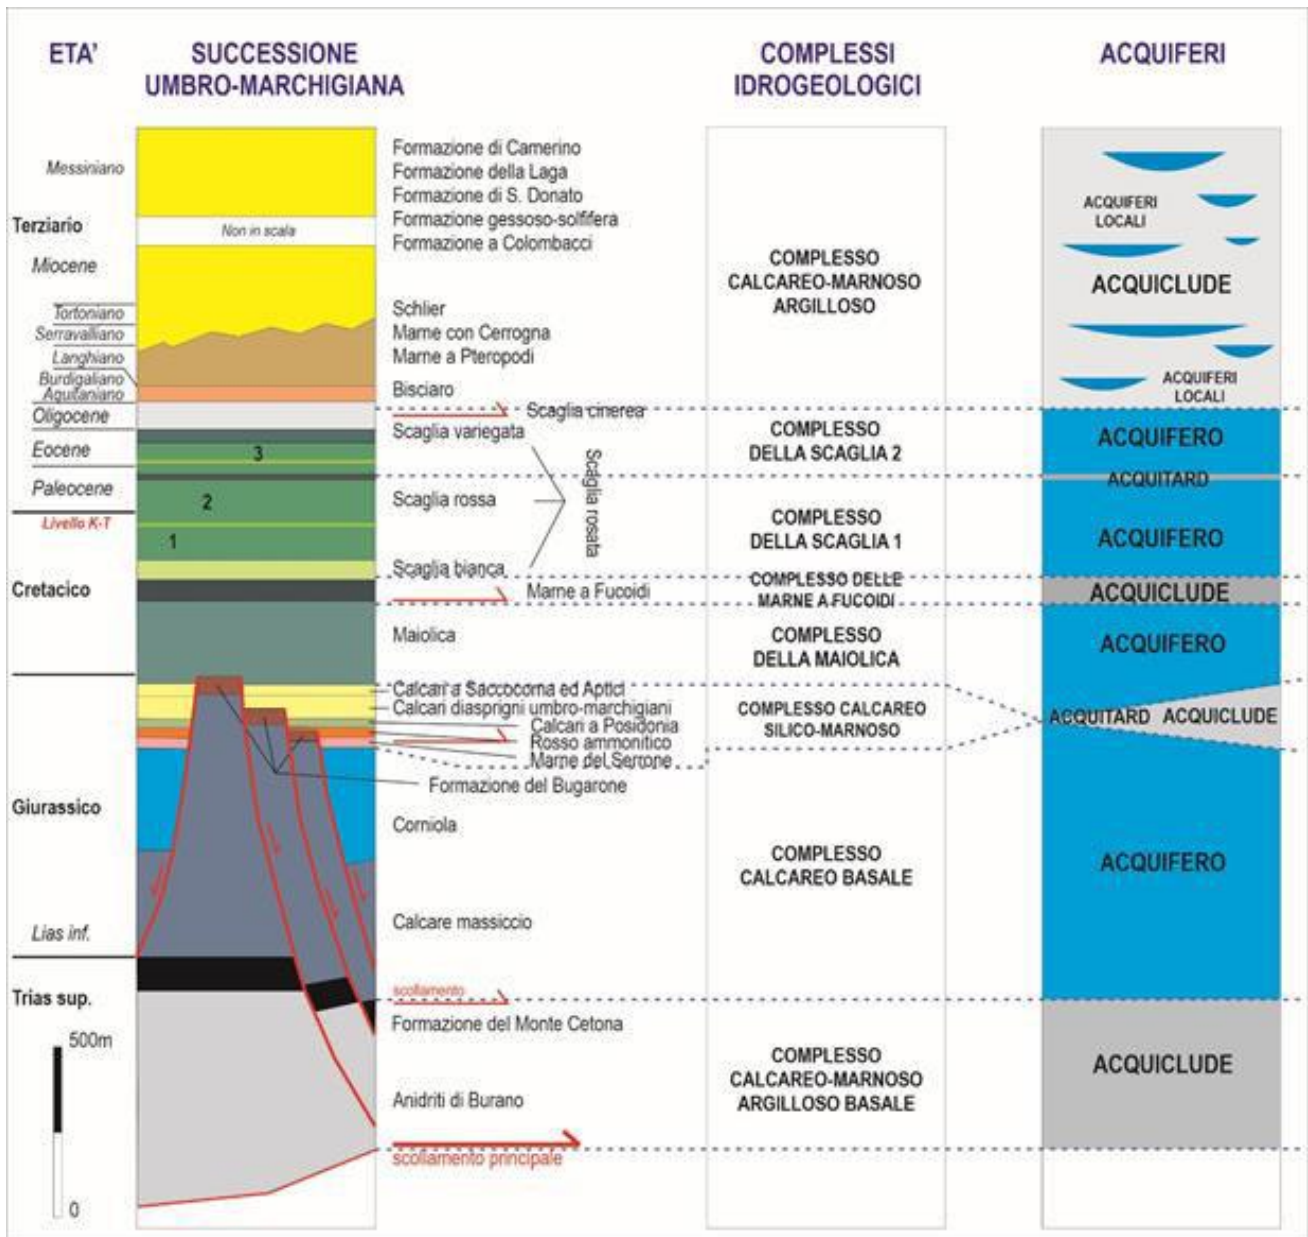 ETA'
SUCCESSIONE
UMBRO-MARCHIGIANA
COMPLESSI
IDROGEOLOGICI
ACQUIFERI
Messiniano
Terziario
Miocene
Tortoniano
Serravalliano
Langhiano
Burdigaliano
Aquitaniano
Oligocene
Eocene
Paleocene
Livello K-T
Cretacico
Giurassico
Lias inf.
Trias sup.
500m
0
Non in scala
3
2
1
Formazione di Camerino
Formazione della Laga
Formazione di S. Donato
Formazione gessoso-solfifera
Formazione a Colombacci
Schlier
Marne con Cerrogna
Marne a Pteropodi
Bisciaro
Scaglia cinerea
Scaglia variegata
Scaglia rossa
Scaglia rosata
Scaglia bianca
Marne a Fucoidi
Maiolica
Calcari a Saccocoma ed Aptici
Calcari diasprigni umbro-marchigiani
Calcari a Posidonia
Rosso ammonitico
Marne del Serrone
Formazione del Bugarone
Corniola
Calcare massiccio
scollamento
Formazione del Monte Cetona
Anidriti di Burano
scollamento principale
COMPLESSO
CALCAREO-MARNOSO
ARGILLOSO
COMPLESSO
DELLA SCAGLIA 2
COMPLESSO
DELLA SCAGLIA 1
COMPLESSO DELLE
MARNE A FUCOIDI
COMPLESSO
DELLA MAIOLICA
COMPLESSO CALCAREO
SILICO-MARNOSO
COMPLESSO
CALCAREO BASALE
COMPLESSO
CALCAREO-MARNOSO
ARGILLOSO BASALE
ACQUIFERI
LOCALI
ACQUICLUDE
ACQUIFERI
LOCALI
ACQUIFERO
ACQUITARD
ACQUIFERO
ACQUICLUDE
ACQUIFERO
ACQUITARD ACQUICLUDE
ACQUIFERO
ACQUICLUDE